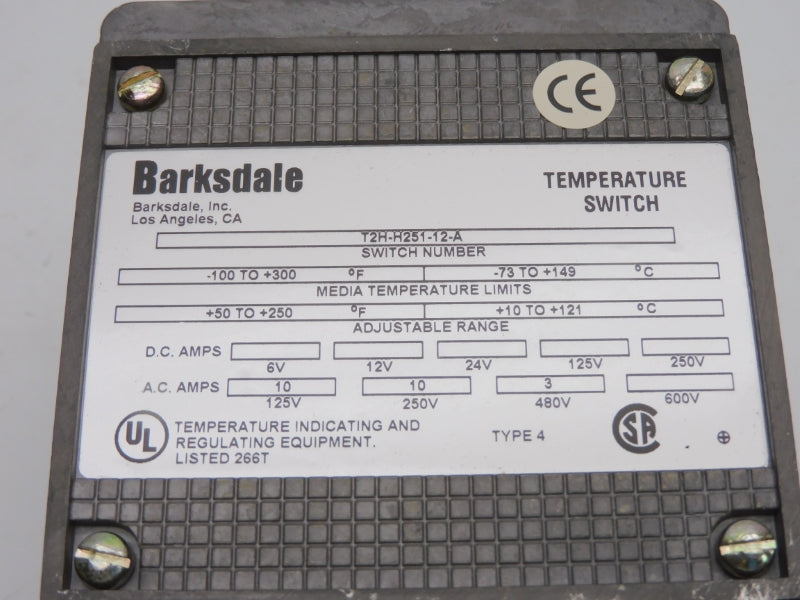 CE
Barksdale
Barksdale, Inc.
Los Angeles, CA
TEMPERATURE
SWITCH
T2H-H251-12-A
SWITCH NUMBER
-100 TO +300 °F -73 TO +149 °C
MEDIA TEMPERATURE LIMITS
+50 TO +250 °F +10 TO +121 °C
ADJUSTABLE RANGE
D.C. AMPS
6V 12V 24V 125V 250V
A.C. AMPS 10 10 3
125V 250V 480V 600V
UL
TEMPERATURE INDICATING AND
REGULATING EQUIPMENT.
LISTED 266T
TYPE 4
SA